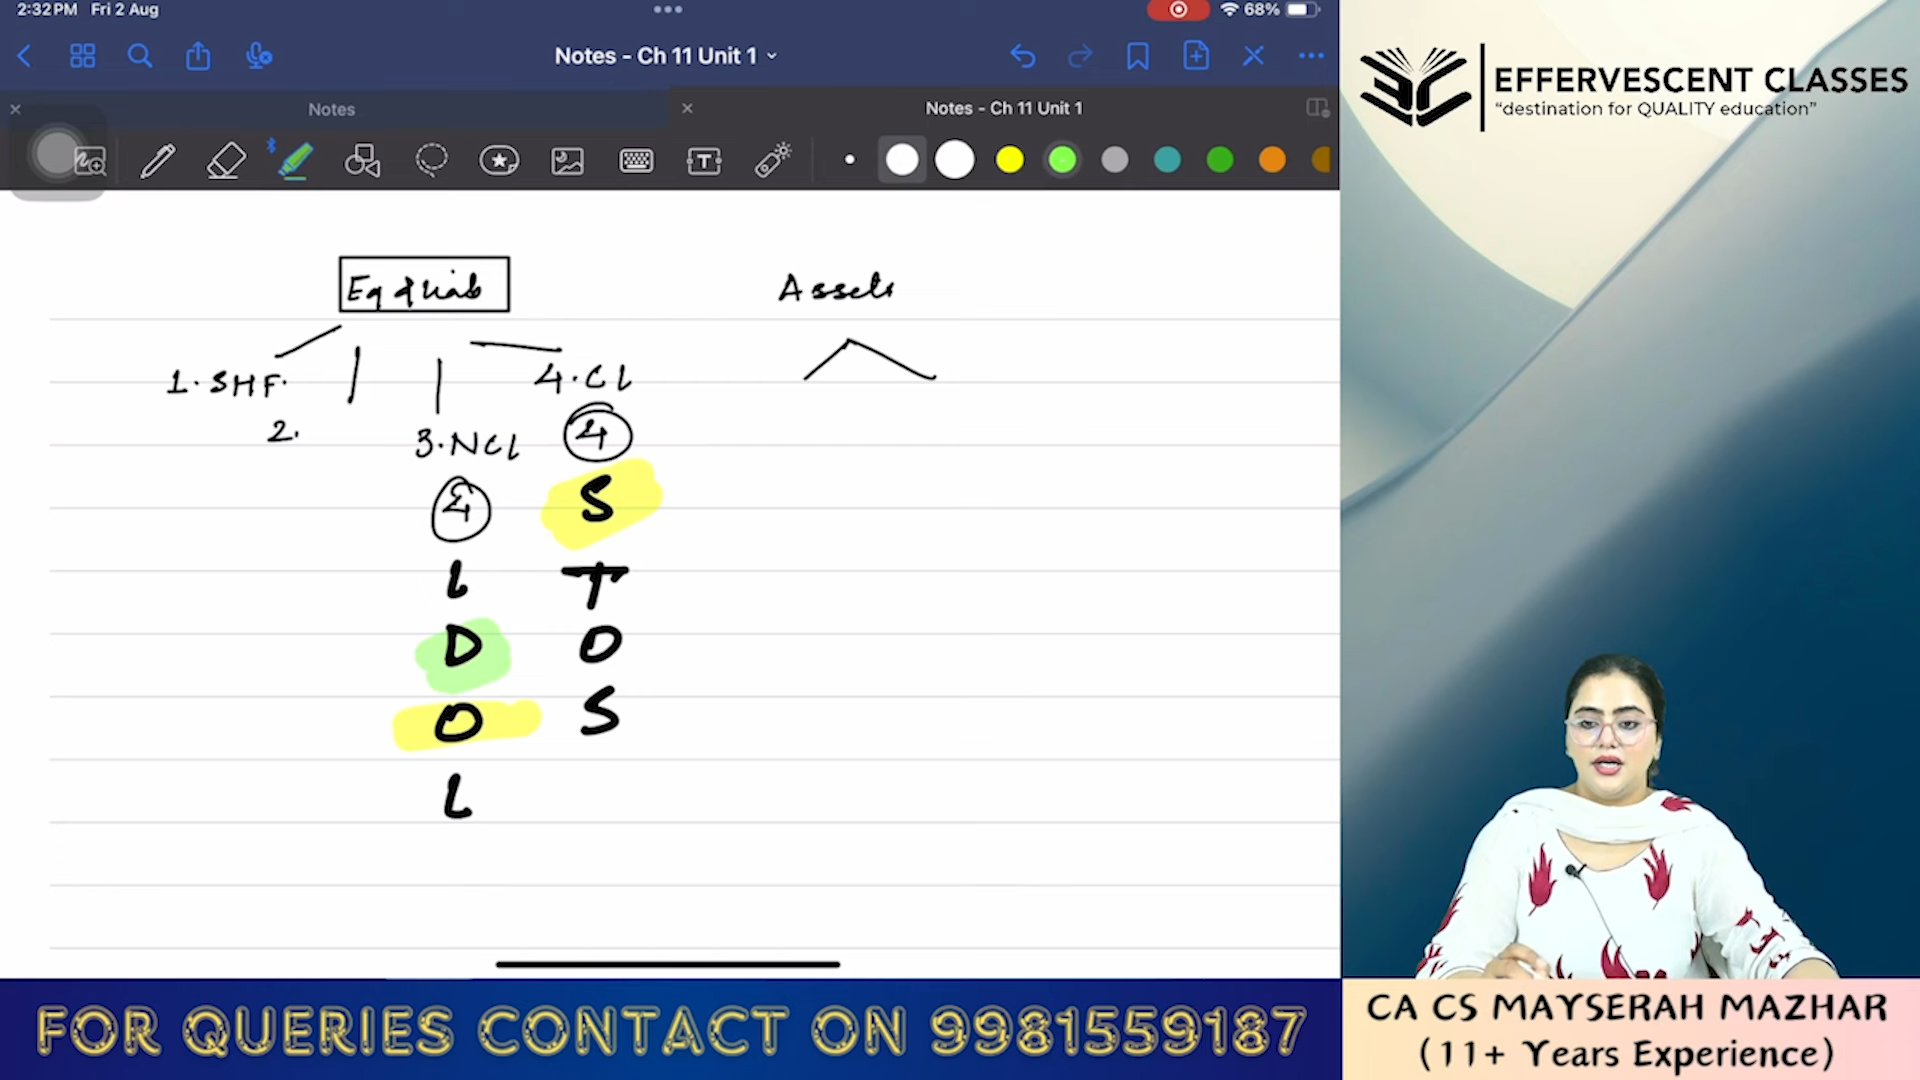 2:32 PM Fri 2 Aug
68%
Notes - Ch 11 Unit 1
Notes
Notes - Ch 11 Unit 1
T
Eq & Liab
Assets
1. SHF.
2.
3. NCL
4. CL
4
4
L
D
O
L
S
T
O
S
EFFERVESCENT CLASSES
"destination for QUALITY education"
FOR QUERIES CONTACT ON 9981559187
CA CS MAYSERAH MAZHAR
(11+ Years Experience)